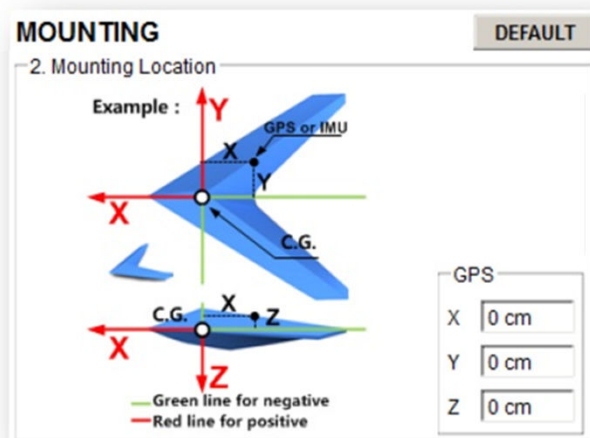 MOUNTING
DEFAULT
2. Mounting Location
Example :
Y
GPS or IMU
X
Y
X
C.G.
GPS
X 0 cm
Y 0 cm
Z 0 cm
C.G.
X
Z
X
Z
Green line for negative
Red line for positive